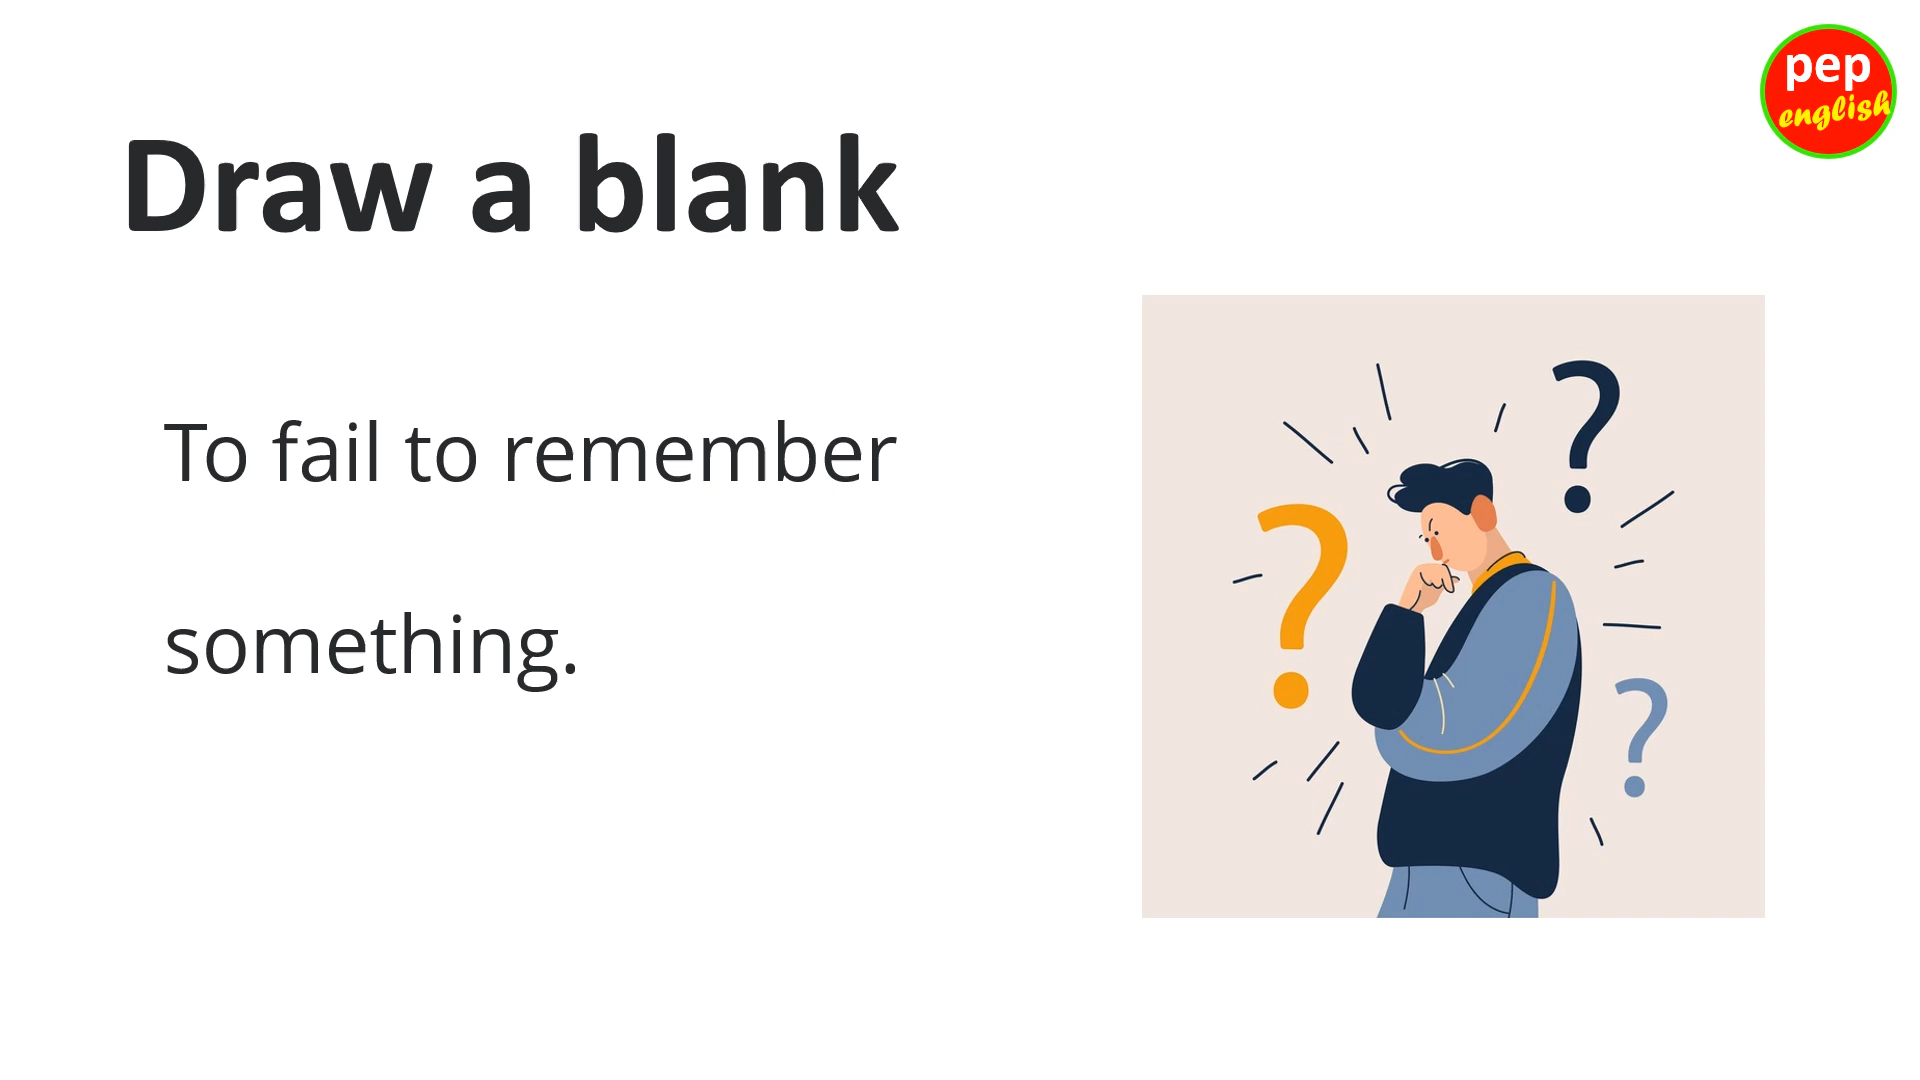 pep
english
Draw a blank
To fail to remember
something.
?
?
?